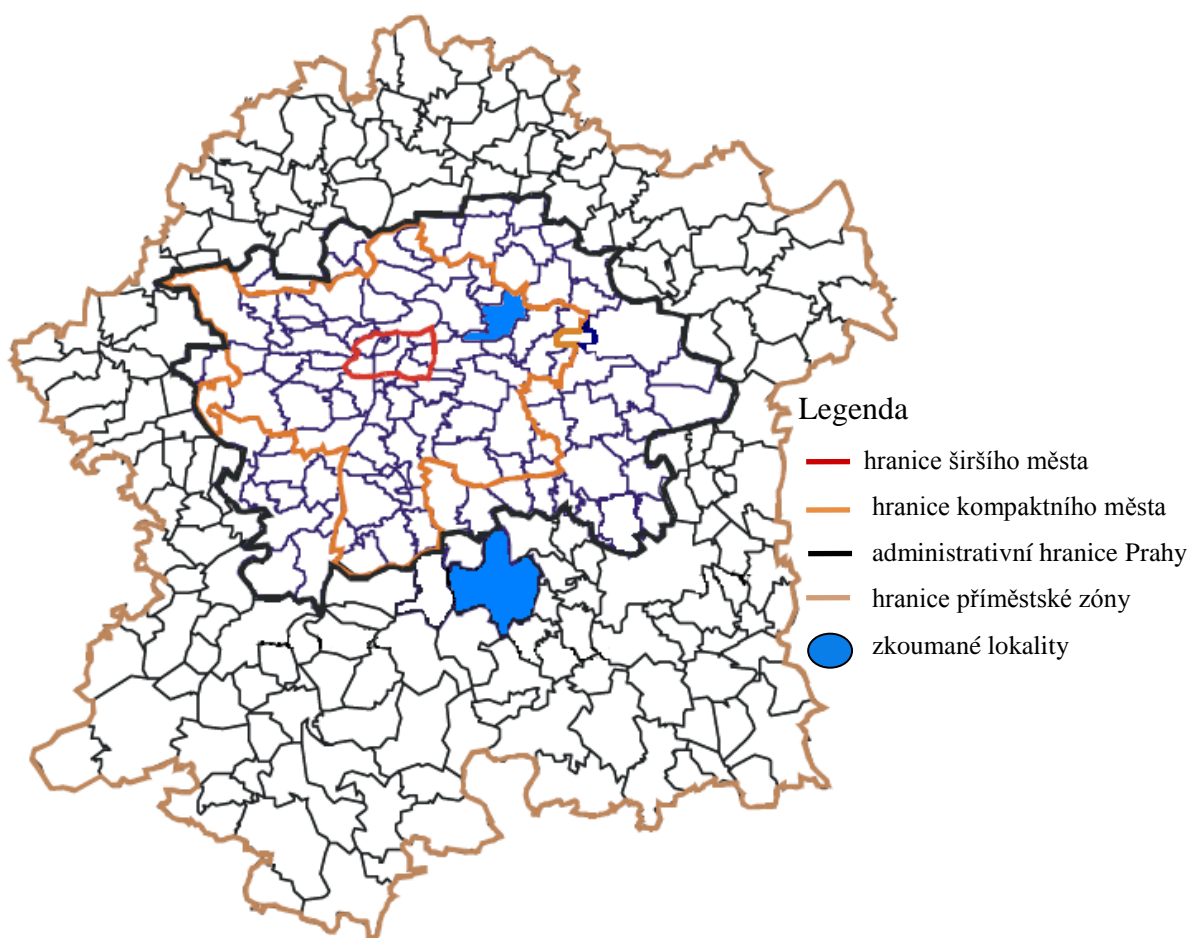 Legenda
hranice širšího města
hranice kompaktního města
administrativní hranice Prahy
hranice příměstské zóny
zkoumané lokality